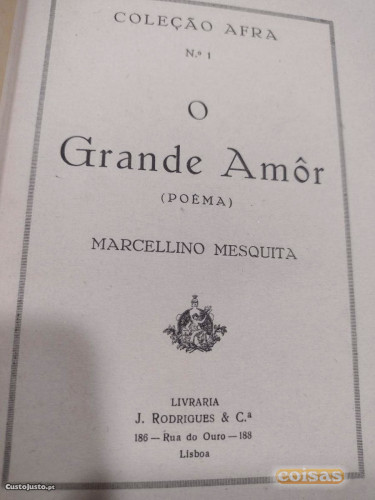 COLEÇÃO AFRA
N.º 1
O
Grande Amôr
(POÊMA)
MARCELLINO MESQUITA
LIVRARIA
J. RODRIGUES & C.ª
186 — Rua do Ouro — 188
Lisboa
CustoJusto.pt
coisas